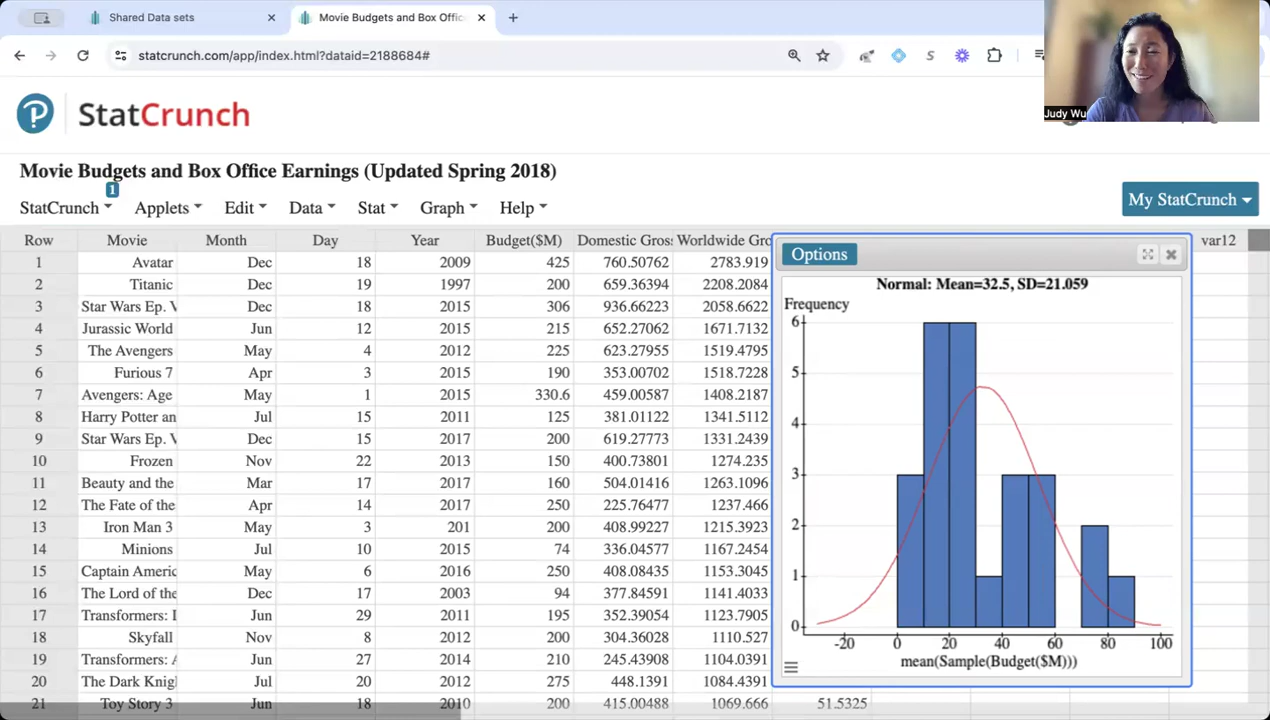 Shared Data sets
Movie Budgets and Box Offic
statcrunch.com/app/index.html?dataid=2188684#
Judy Wu
StatCrunch
Movie Budgets and Box Office Earnings (Updated Spring 2018)
1
StatCrunch Applets Edit Data Stat Graph Help
My StatCrunch
Row Movie Month Day Year Budget($M) Domestic Gros Worldwide Gro var12
1 Avatar Dec 18 2009 425 760.50762 2783.919
2 Titanic Dec 19 1997 200 659.36394 2208.2084
3 Star Wars Ep. V Dec 18 2015 306 936.66223 2058.6622
4 Jurassic World Jun 12 2015 215 652.27062 1671.7132
5 The Avengers May 4 2012 225 623.27955 1519.4795
6 Furious 7 Apr 3 2015 190 353.00702 1518.7228
7 Avengers: Age May 1 2015 330.6 459.00587 1408.2187
8 Harry Potter an Jul 15 2011 125 381.01122 1341.5112
9 Star Wars Ep. V Dec 15 2017 200 619.27773 1331.2439
10 Frozen Nov 22 2013 150 400.73801 1274.235
11 Beauty and the Mar 17 2017 160 504.01416 1263.1096
12 The Fate of the Apr 14 2017 250 225.76477 1237.466
13 Iron Man 3 May 3 201 200 408.99227 1215.3923
14 Minions Jul 10 2015 74 336.04577 1167.2454
15 Captain Americ May 6 2016 250 408.08435 1153.3045
16 The Lord of the Dec 17 2003 94 377.84591 1141.4033
17 Transformers: I Jun 29 2011 195 352.39054 1123.7905
18 Skyfall Nov 8 2012 200 304.36028 1110.527
19 Transformers: A Jun 27 2014 210 245.43908 1104.0391
20 The Dark Knig Jul 20 2012 275 448.1391 1084.4391
21 Toy Story 3 Jun 18 2010 200 415.00488 1069.666 51.5325
Options
Normal: Mean=32.5, SD=21.059
Frequency
6
5
4
3
2
1
0
-20 0 20 40 60 80 100
mean(Sample(Budget($M)))